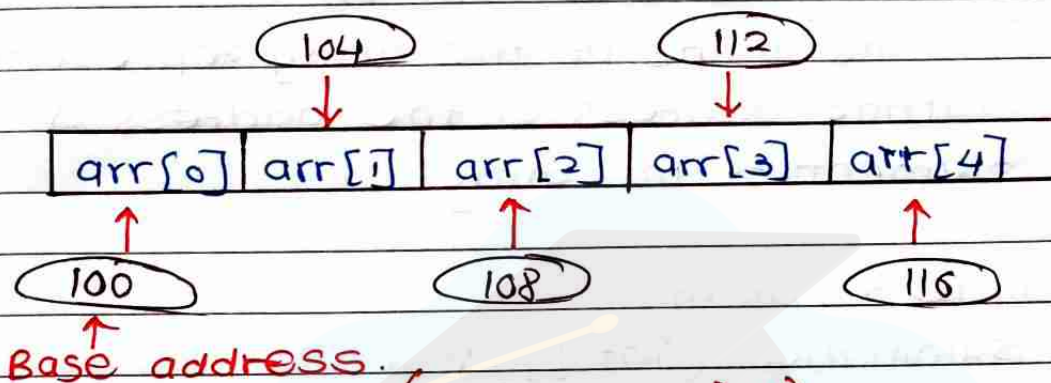 104 112
arr[0] arr[1] arr[2] arr[3] arr[4]
100 108 116
Base address.